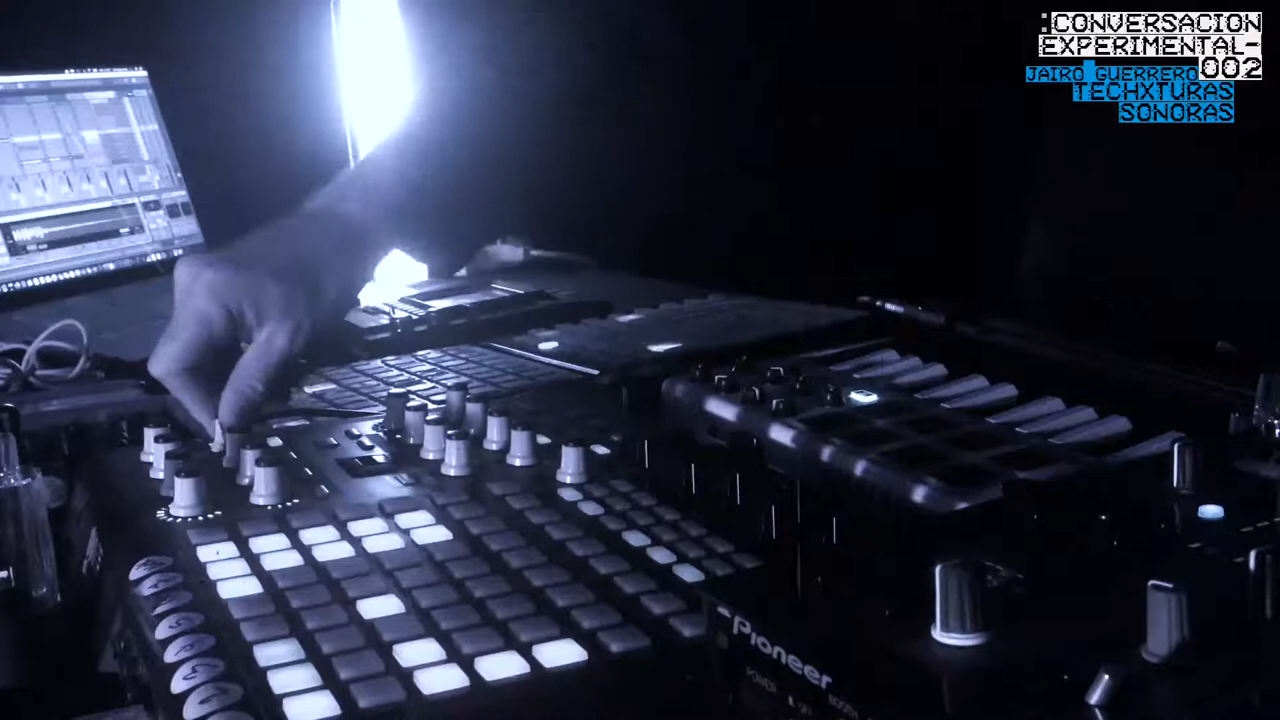 :CONVERSACION
EXPERIMENTAL-
002
JAIRO GUERRERO
TECHXTURAS
SONORAS
Pioneer
POWER